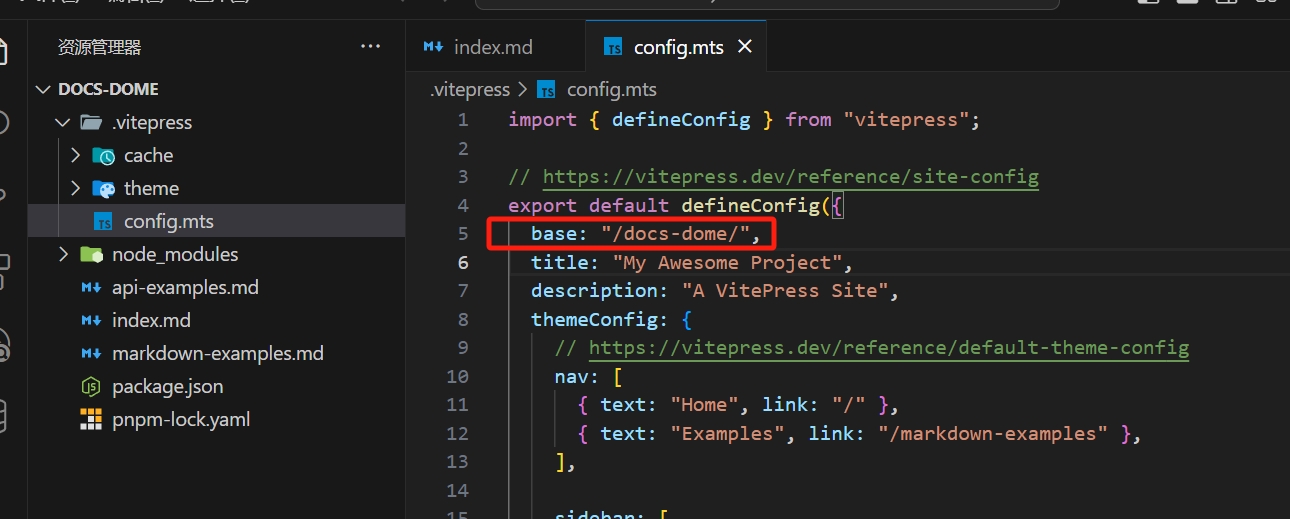 资源管理器
DOCS-DOME
.vitepress
cache
theme
config.mts
node_modules
api-examples.md
index.md
markdown-examples.md
package.json
pnpm-lock.yaml
index.md
config.mts
.vitepress > config.mts
1 import { defineConfig } from "vitepress";
2
3 // https://vitepress.dev/reference/site-config
4 export default defineConfig({
5 base: "/docs-dome/",
6 title: "My Awesome Project",
7 description: "A VitePress Site",
8 themeConfig: {
9 // https://vitepress.dev/reference/default-theme-config
10 nav: [
11 { text: "Home", link: "/" },
12 { text: "Examples", link: "/markdown-examples" },
13 ],
14
15 sidebar: [